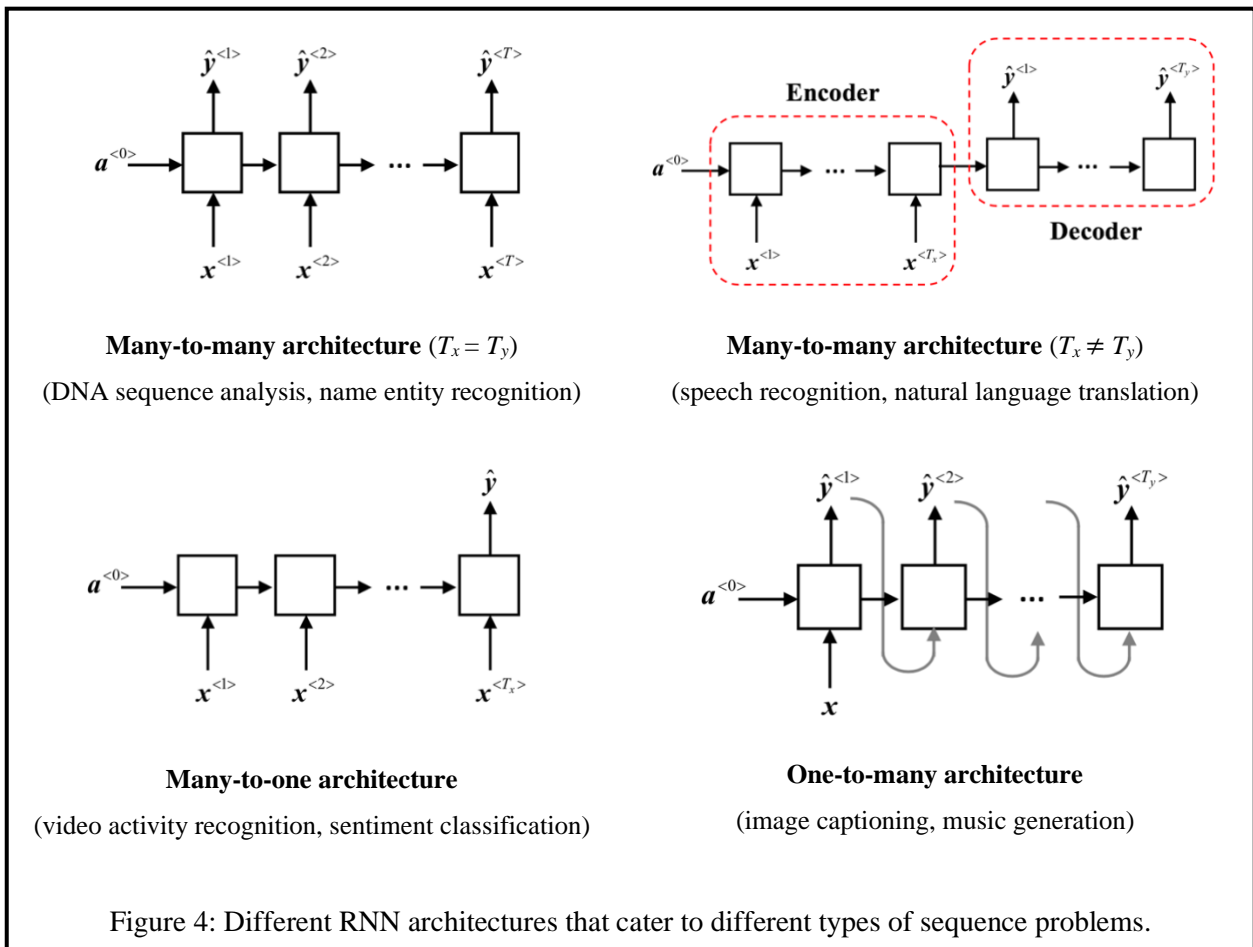 ŷ<1> ŷ<2> ŷ<T>
a<0> ...
x<1> x<2> x<T>
Many-to-many architecture (Tx = Ty)
(DNA sequence analysis, name entity recognition)
Encoder
ŷ<1> ŷ<Ty>
a<0> ... ...
x<1> x<Tx>
Decoder
Many-to-many architecture (Tx ≠ Ty)
(speech recognition, natural language translation)
ŷ
a<0> ...
x<1> x<2> x<Tx>
Many-to-one architecture
(video activity recognition, sentiment classification)
ŷ<1> ŷ<2> ŷ<Ty>
a<0> ...
x
One-to-many architecture
(image captioning, music generation)
Figure 4: Different RNN architectures that cater to different types of sequence problems.